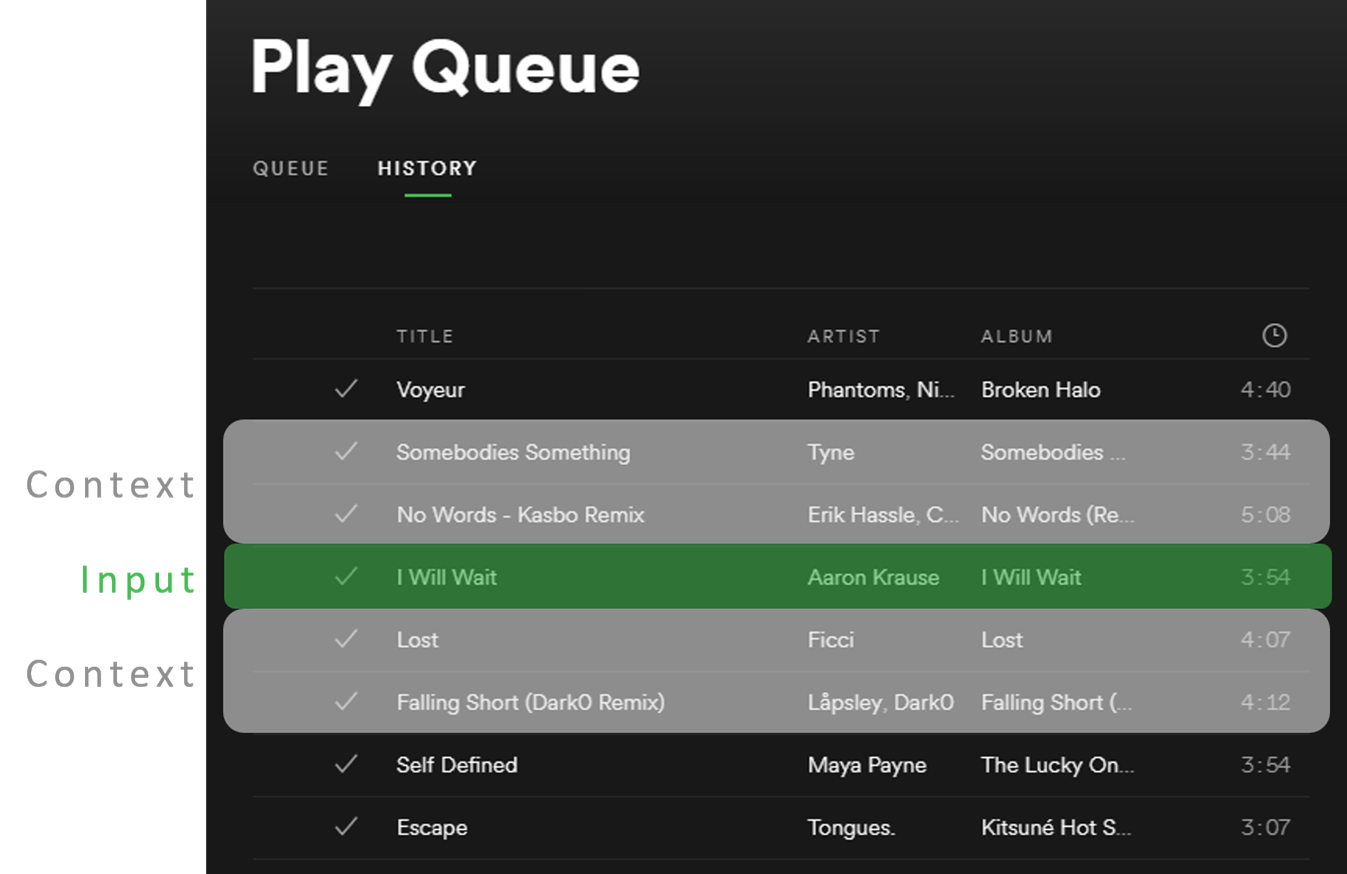 Play Queue
QUEUE HISTORY
TITLE ARTIST ALBUM
Voyeur Phantoms, Ni... Broken Halo 4:40
Somebodies Something Tyne Somebodies ... 3:44
Context
No Words - Kasbo Remix Erik Hassle, C... No Words (Re... 5:08
Input I Will Wait Aaron Krause I Will Wait 3:54
Lost Ficci Lost 4:07
Context
Falling Short (Dark0 Remix) Låpsley, Dark0 Falling Short (... 4:12
Self Defined Maya Payne The Lucky On... 3:54
Escape Tongues. Kitsuné Hot S... 3:07